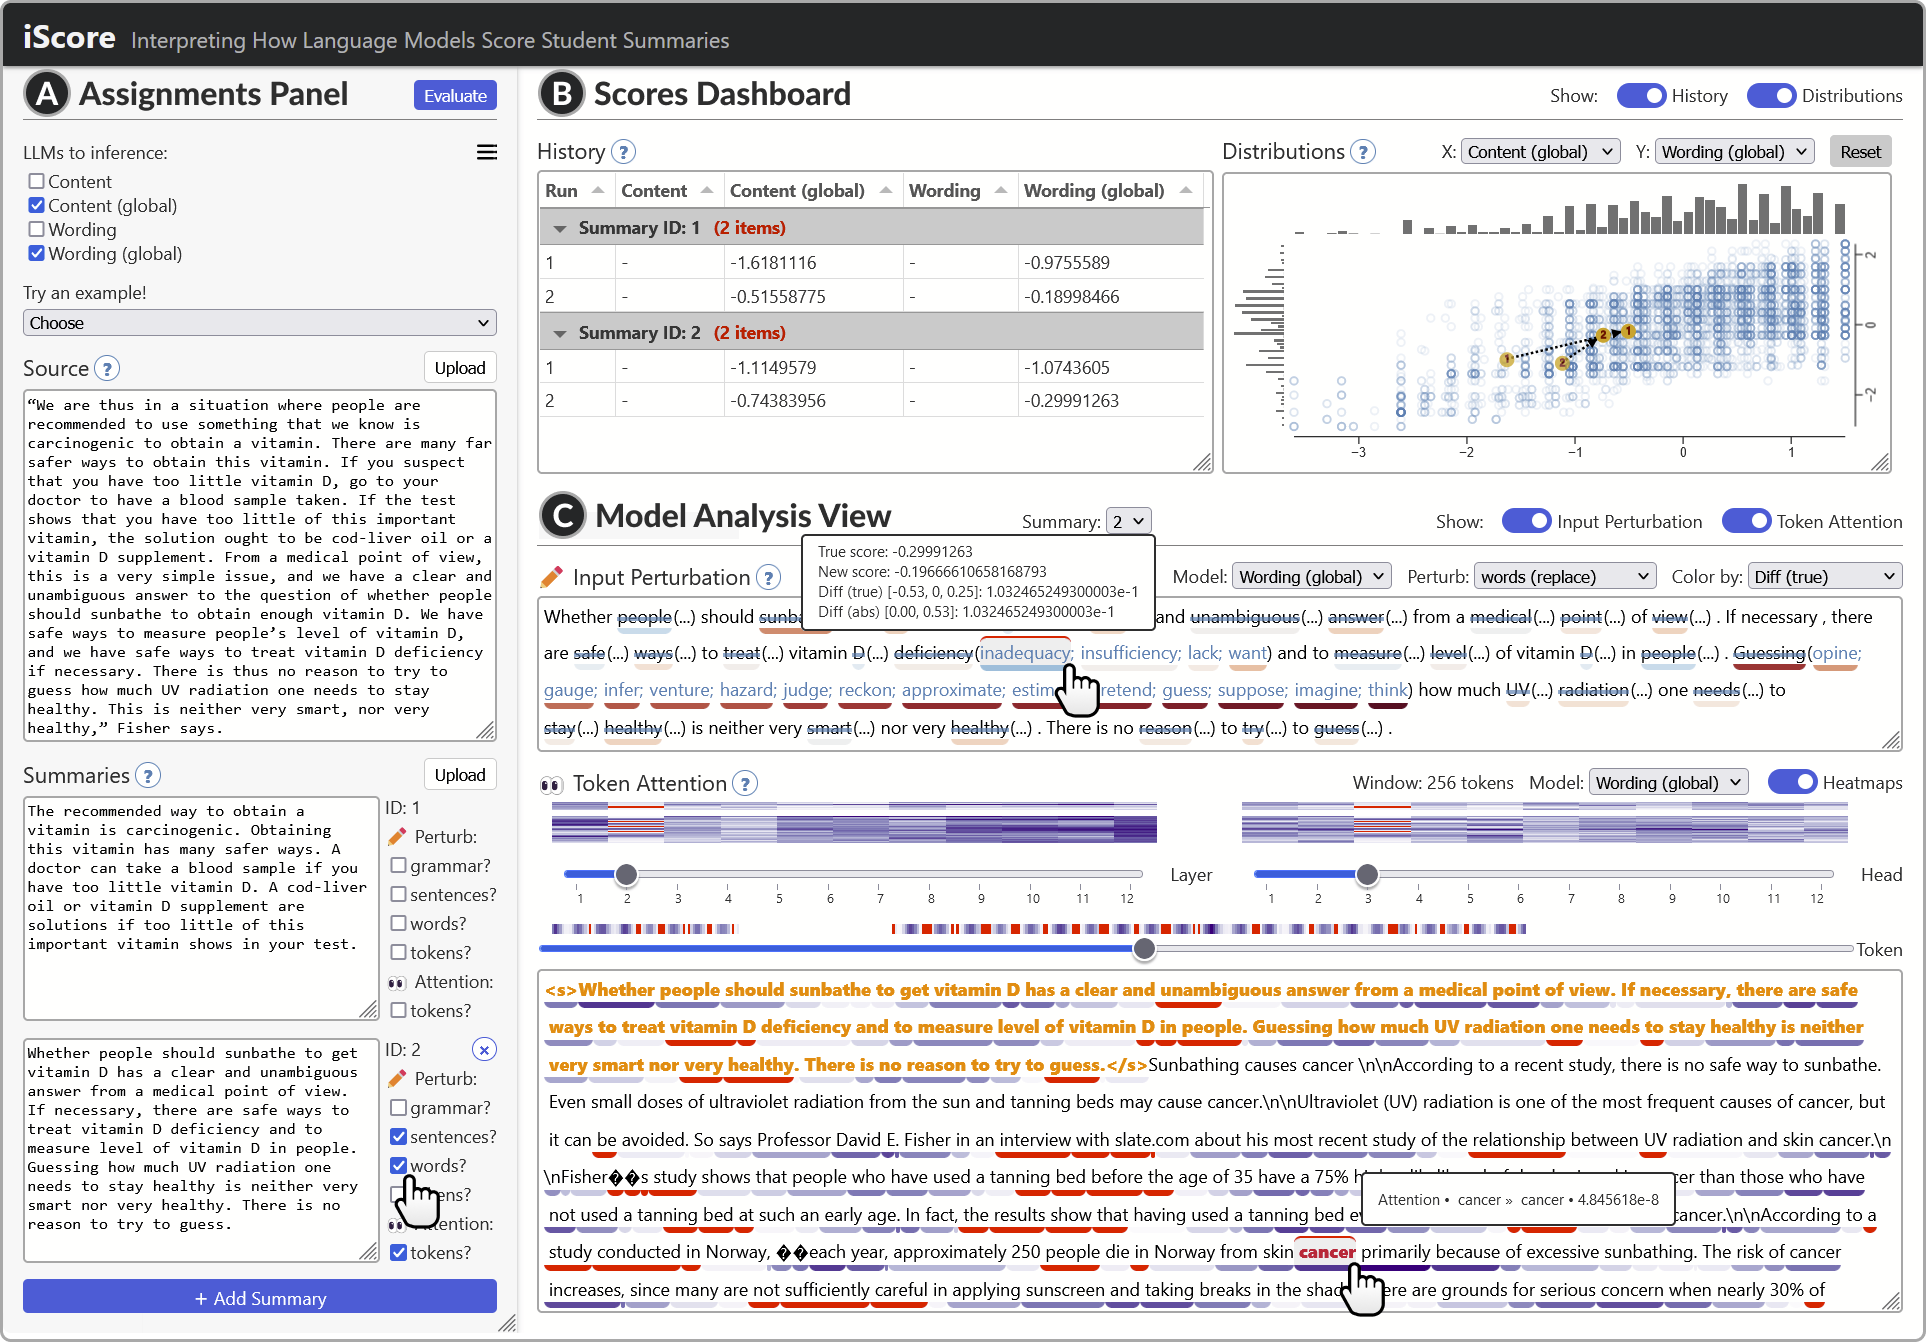 iScore Interpreting How Language Models Score Student Summaries
A Assignments Panel
Evaluate
LLMs to inference:
Content
Content (global)
Wording
Wording (global)
Try an example!
Choose
Source ?
Upload
“We are thus in a situation where people are
recommended to use something that we know is
carcinogenic to obtain a vitamin. There are many far
safer ways to obtain this vitamin. If you suspect
that you have too little vitamin D, go to your
doctor to have a blood sample taken. If the test
shows that you have too little of this important
vitamin, the solution ought to be cod-liver oil or a
vitamin D supplement. From a medical point of view,
this is a very simple issue, and we have a clear and
unambiguous answer to the question of whether people
should sunbathe to obtain enough vitamin D. We have
safe ways to measure people’s level of vitamin D,
and we have safe ways to treat vitamin D deficiency
if necessary. There is thus no reason to try to
guess how much UV radiation one needs to stay
healthy. This is neither very smart, nor very
healthy,” Fisher says.
Summaries ?
Upload
The recommended way to obtain a
vitamin is carcinogenic. Obtaining
this vitamin has many safer ways. A
doctor can take a blood sample if you
have too little vitamin D. A cod-liver
oil or vitamin D supplement are
solutions if too little of this
important vitamin shows in your test.
ID: 1
Perturb:
grammar?
sentences?
words?
tokens?
Attention:
tokens?
Whether people should sunbathe to get
vitamin D has a clear and unambiguous
answer from a medical point of view.
If necessary, there are safe ways to
treat vitamin D deficiency and to
measure level of vitamin D in people.
Guessing how much UV radiation one
needs to stay healthy is neither very
smart nor very healthy. There is no
reason to try to guess.
ID: 2
Perturb:
grammar?
sentences?
words?
ens?
ention:
tokens?
+ Add Summary
B Scores Dashboard
Show: History Distributions
History ?
Run Content Content (global) Wording Wording (global)
Summary ID: 1 (2 items)
1 - -1.6181116 - -0.9755589
2 - -0.51558775 - -0.18998466
Summary ID: 2 (2 items)
1 - -1.1149579 - -1.0743605
2 - -0.74383956 - -0.29991263
Distributions ? X: Content (global) Y: Wording (global) Reset
2
0
−2
1 2 2 1
−3 −2 −1 0 1
C Model Analysis View
Summary: 2
Show: Input Perturbation Token Attention
True score: -0.29991263
New score: -0.19666610658168793
Diff (true) [-0.53, 0, 0.25]: 1.032465249300003e-1
Diff (abs) [0.00, 0.53]: 1.032465249300003e-1
Input Perturbation ?
Model: Wording (global) Perturb: words (replace) Color by: Diff (true)
Whether people(...) should sunb and unambiguous(...) answer(...) from a medical(...) point(...) of view(...) . If necessary , there
are safe(...) ways(...) to treat(...) vitamin D(...) deficiency(inadequacy; insufficiency; lack; want) and to measure(...) level(...) of vitamin D(...) in people(...) . Guessing(opine;
gauge; infer; venture; hazard; judge; reckon; approximate; estim retend; guess; suppose; imagine; think) how much UV(...) radiation(...) one needs(...) to
stay(...) healthy(...) is neither very smart(...) nor very healthy(...) . There is no reason(...) to try(...) to guess(...) .
Token Attention ?
Window: 256 tokens Model: Wording (global) Heatmaps
Layer
1 2 3 4 5 6 7 8 9 10 11 12
Head
1 2 3 4 5 6 7 8 9 10 11 12
Token
<s>Whether people should sunbathe to get vitamin D has a clear and unambiguous answer from a medical point of view. If necessary, there are safe
ways to treat vitamin D deficiency and to measure level of vitamin D in people. Guessing how much UV radiation one needs to stay healthy is neither
very smart nor very healthy. There is no reason to try to guess.</s>Sunbathing causes cancer \n\nAccording to a recent study, there is no safe way to sunbathe.
Even small doses of ultraviolet radiation from the sun and tanning beds may cause cancer.\n\nUltraviolet (UV) radiation is one of the most frequent causes of cancer, but
it can be avoided. So says Professor David E. Fisher in an interview with slate.com about his most recent study of the relationship between UV radiation and skin cancer.\n
\nFisher��s study shows that people who have used a tanning bed before the age of 35 have a 75% cer than those who have
Attention • cancer » cancer • 4.845618e-8
not used a tanning bed at such an early age. In fact, the results show that having used a tanning bed cancer.\n\nAccording to a
study conducted in Norway, ��each year, approximately 250 people die in Norway from skin cancer primarily because of excessive sunbathing. The risk of cancer
increases, since many are not sufficiently careful in applying sunscreen and taking breaks in the shad ere are grounds for serious concern when nearly 30% of